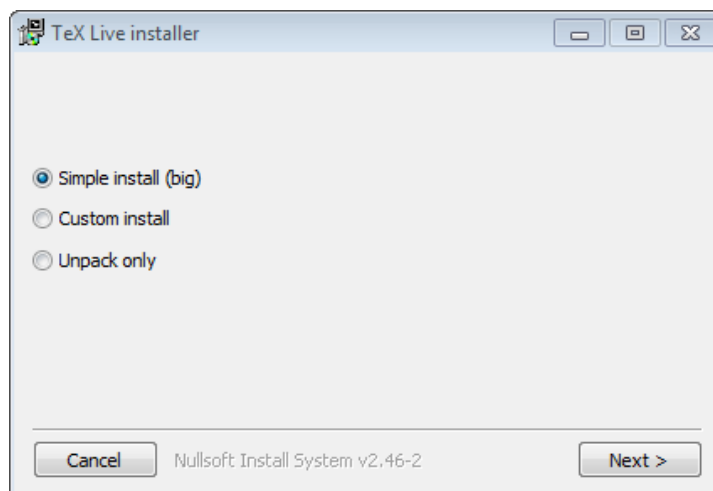 TeX Live installer
Simple install (big)
Custom install
Unpack only
Cancel Nullsoft Install System v2.46-2 Next >